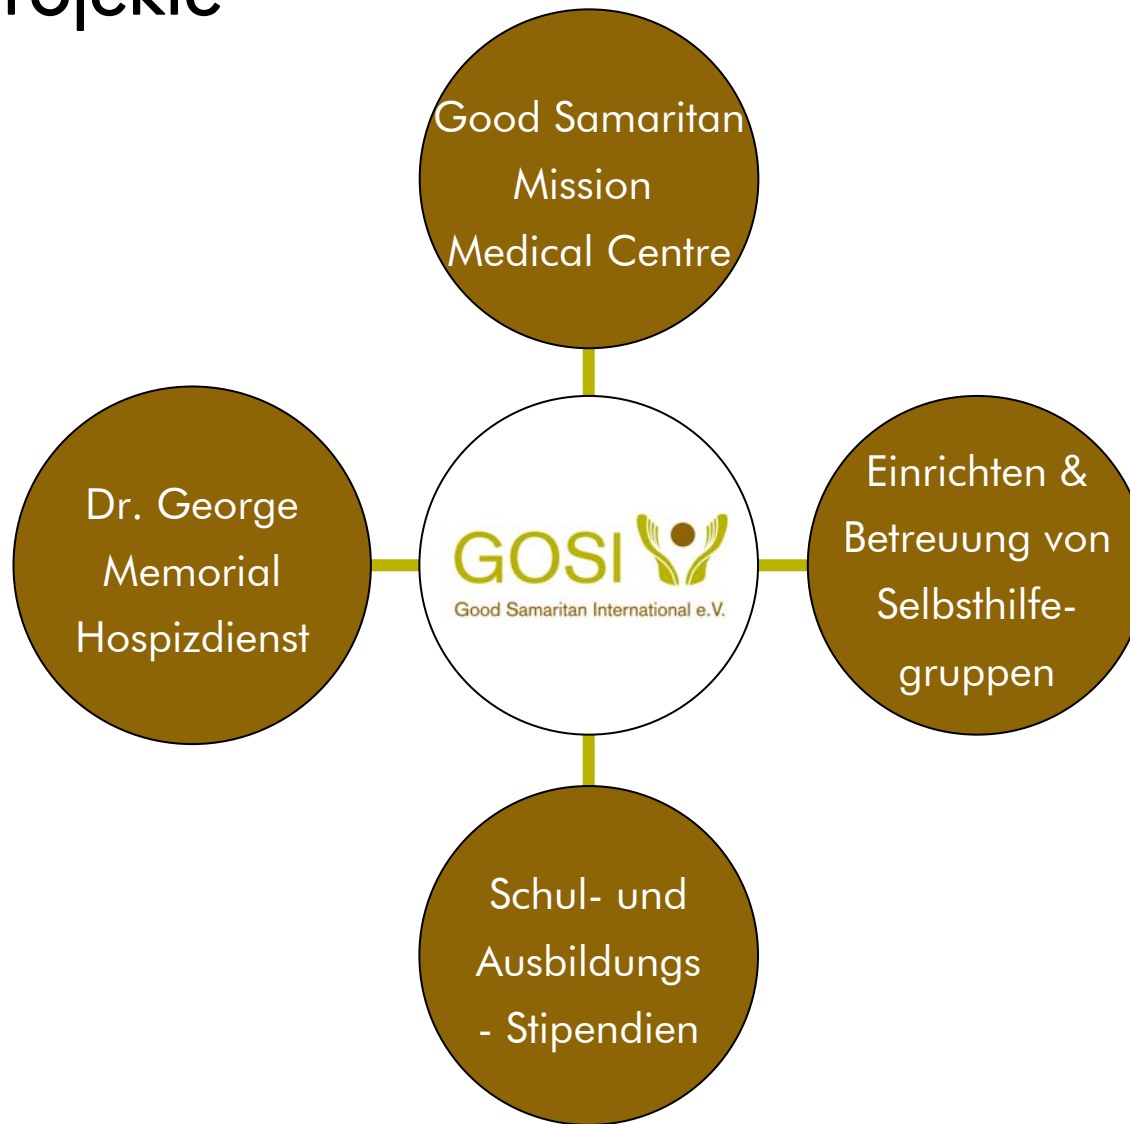 Good Samaritan
Mission
Medical Centre
Dr. George
Memorial
Hospizdienst
GOSI
Good Samaritan International e.V.
Einrichten &
Betreuung von
Selbsthilfe-
gruppen
Schul- und
Ausbildungs
- Stipendien